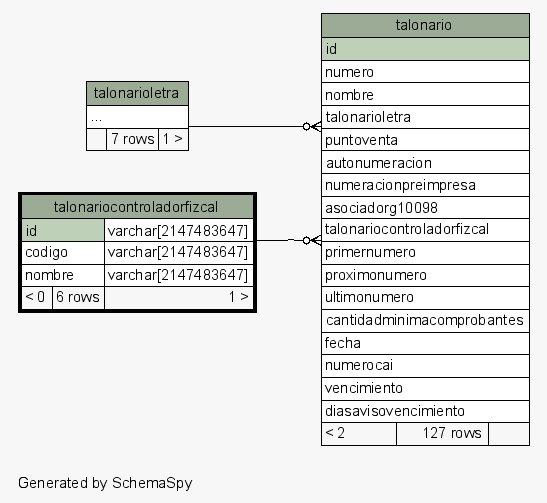 talonario
id
numero
nombre
talonarioletra
puntoventa
autonumeracion
numeracionpreimpresa
asociadorg10098
talonariocontroladorfizcal
primernumero
proximonumero
ultimonumero
cantidadminimacomprobantes
fecha
numerocai
vencimiento
diasavisovencimiento
< 2 127 rows
talonarioletra
...
7 rows 1 >
talonariocontroladorfizcal
id varchar[2147483647]
codigo varchar[2147483647]
nombre varchar[2147483647]
< 0 6 rows 1 >
Generated by SchemaSpy